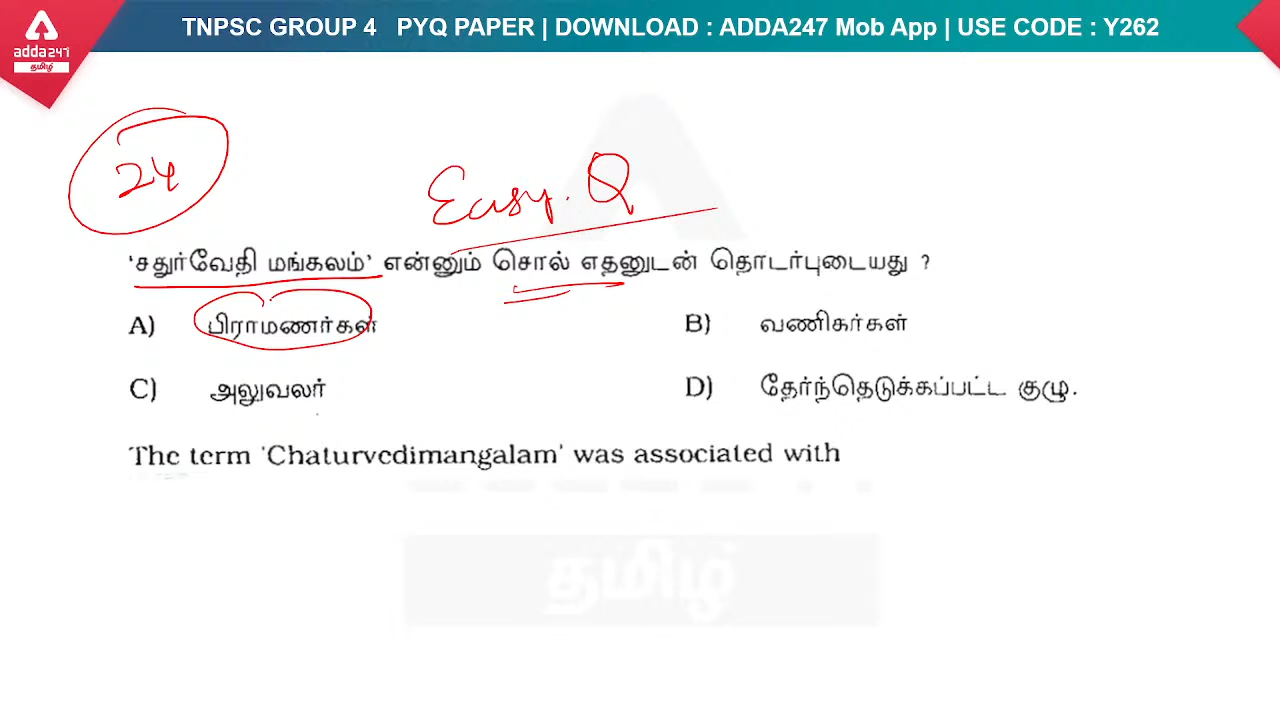 TNPSC GROUP 4 PYQ PAPER | DOWNLOAD : ADDA247 Mob App | USE CODE : Y262
adda247
தமிழ்
24
Easy. Q
'சதுர்வேதி மங்கலம்' என்னும் சொல் எதனுடன் தொடர்புடையது ?
A) பிராமணர்கள் B) வணிகர்கள்
C) அலுவலர் D) தேர்ந்தெடுக்கப்பட்ட குழு.
The term 'Chaturvedimangalam' was associated with
தமிழ்